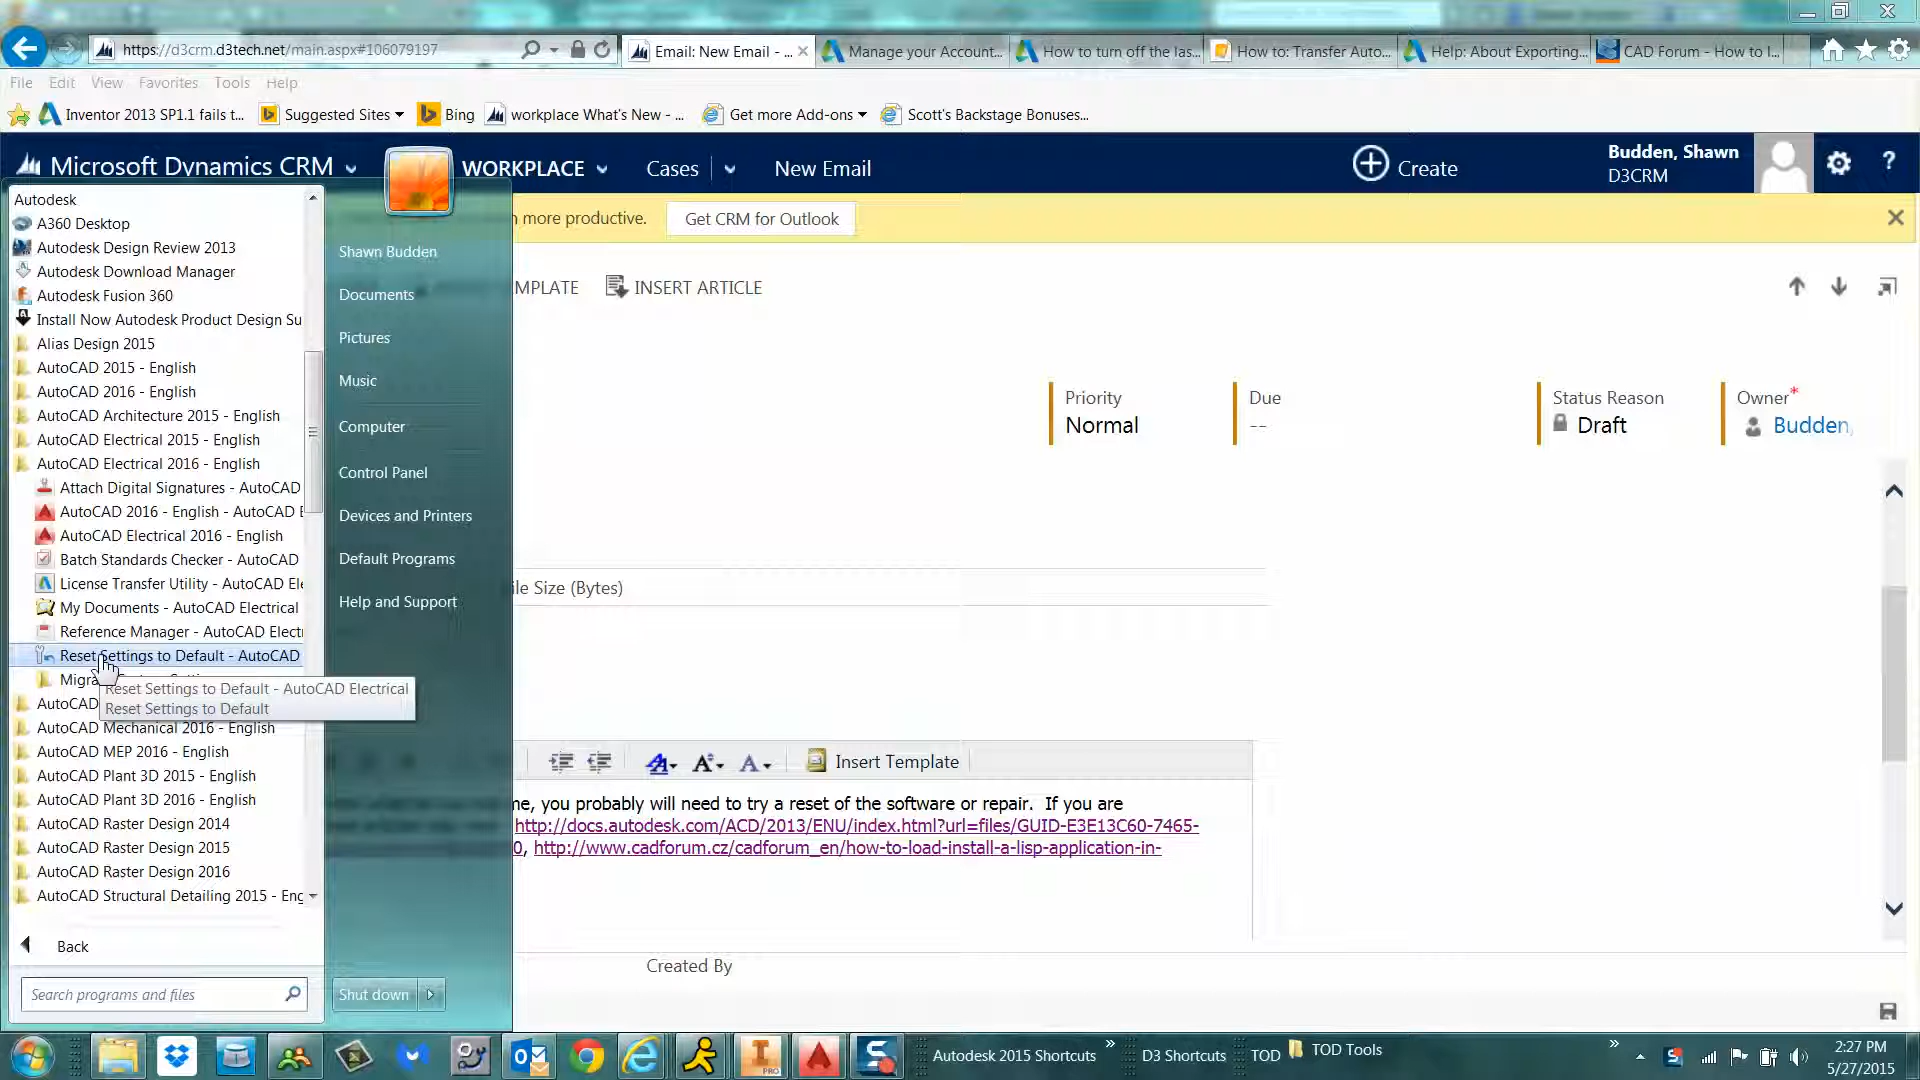 https://d3crm.d3tech.net/main.aspx#106079197
Email: New Email - ...
Manage your Account...
How to turn off the las...
How to: Transfer Auto...
Help: About Exporting...
CAD Forum - How to l...
File Edit View Favorites Tools Help
Inventor 2013 SP1.1 fails t...
Suggested Sites
Bing
workplace What's New - ...
Get more Add-ons
Scott's Backstage Bonuses...
Microsoft Dynamics CRM
WORKPLACE
Cases
New Email
Create
Budden, Shawn
D3CRM
?
more productive.
Get CRM for Outlook
MPLATE
INSERT ARTICLE
Priority
Normal
Due
--
Status Reason
Draft
Owner*
Budden,
File Size (Bytes)
Insert Template
me, you probably will need to try a reset of the software or repair. If you are
http://docs.autodesk.com/ACD/2013/ENU/index.html?url=files/GUID-E3E13C60-7465-
0, http://www.cadforum.cz/cadforum_en/how-to-load-install-a-lisp-application-in-
Created By
Autodesk
A360 Desktop
Autodesk Design Review 2013
Autodesk Download Manager
Autodesk Fusion 360
Install Now Autodesk Product Design Su
Alias Design 2015
AutoCAD 2015 - English
AutoCAD 2016 - English
AutoCAD Architecture 2015 - English
AutoCAD Electrical 2015 - English
AutoCAD Electrical 2016 - English
Attach Digital Signatures - AutoCAD
AutoCAD 2016 - English - AutoCAD E
AutoCAD Electrical 2016 - English
Batch Standards Checker - AutoCAD
License Transfer Utility - AutoCAD Ele
My Documents - AutoCAD Electrical
Reference Manager - AutoCAD Electr
Reset Settings to Default - AutoCAD
Migra
Reset Settings to Default - AutoCAD Electrical
Reset Settings to Default
AutoCAD
AutoCAD Mechanical 2016 - English
AutoCAD MEP 2016 - English
AutoCAD Plant 3D 2015 - English
AutoCAD Plant 3D 2016 - English
AutoCAD Raster Design 2014
AutoCAD Raster Design 2015
AutoCAD Raster Design 2016
AutoCAD Structural Detailing 2015 - Eng
Back
Search programs and files
Shawn Budden
Documents
Pictures
Music
Computer
Control Panel
Devices and Printers
Default Programs
Help and Support
Shut down
Autodesk 2015 Shortcuts
D3 Shortcuts
TOD
TOD Tools
2:27 PM
5/27/2015